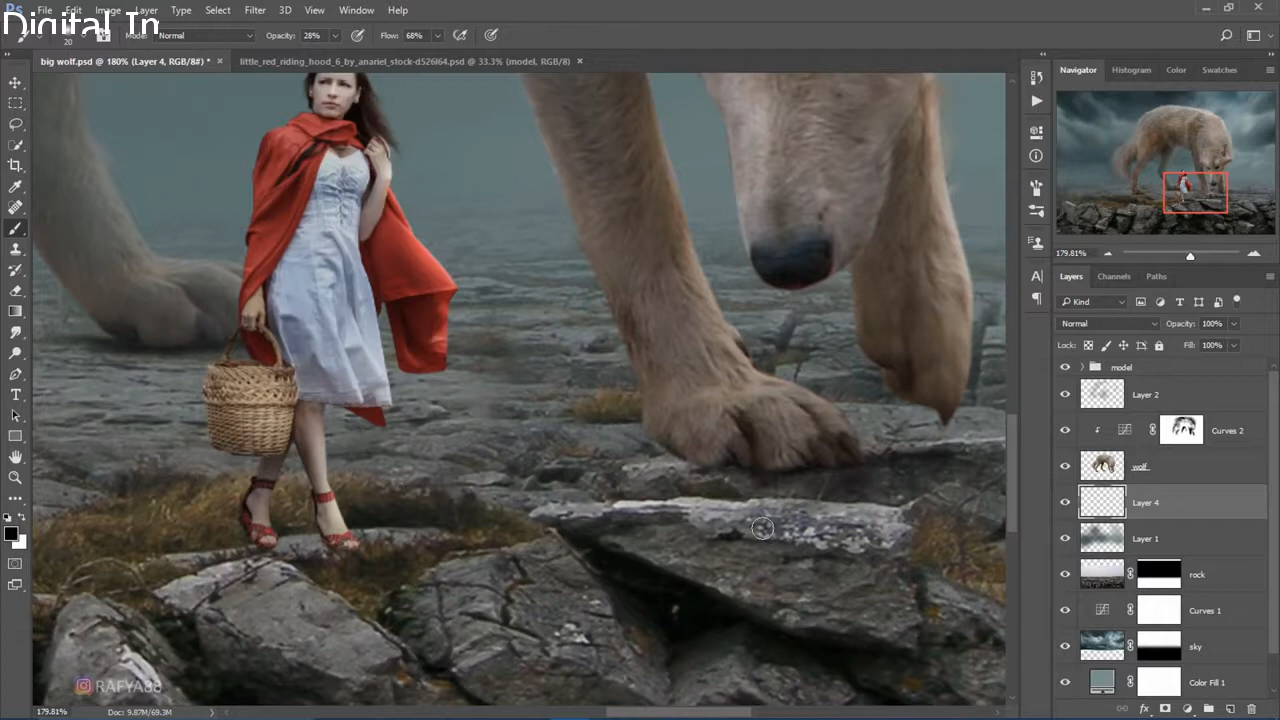 Ps File Edit Image Layer Type Select Filter 3D View Window Help
Digital
20 Mode: Normal Opacity: 28% Flow: 68%
big wolf.psd @ 180% (Layer 4, RGB/8#) * × little_red_riding_hood_6_by_anariel_stock-d526l64.psd @ 33.3% (model, RGB/8) ×
Navigator Histogram Color Swatches
179.81%
Layers Channels Paths
Kind
Normal Opacity: 100%
Lock: Fill: 100%
model
Layer 2
Curves 2
wolf
Layer 4
Layer 1
rock
Curves 1
sky
Color Fill 1
RAFYA88
179.81% Doc: 9.87M/69.3M